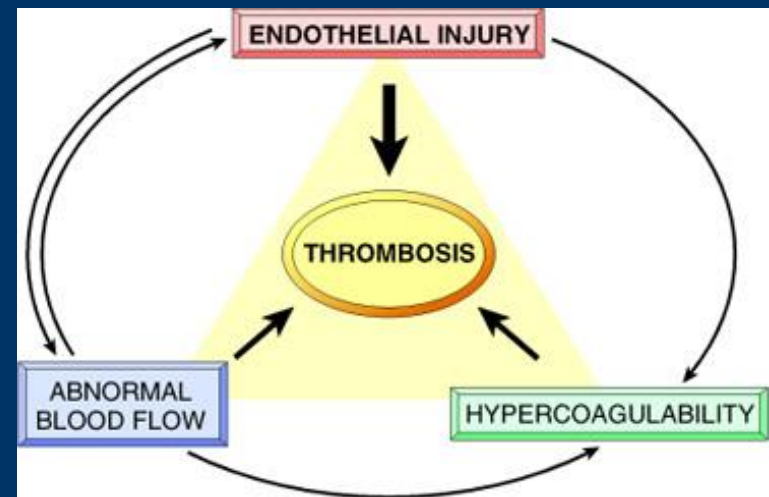 ENDOTHELIAL INJURY
THROMBOSIS
ABNORMAL
BLOOD FLOW
HYPERCOAGULABILITY